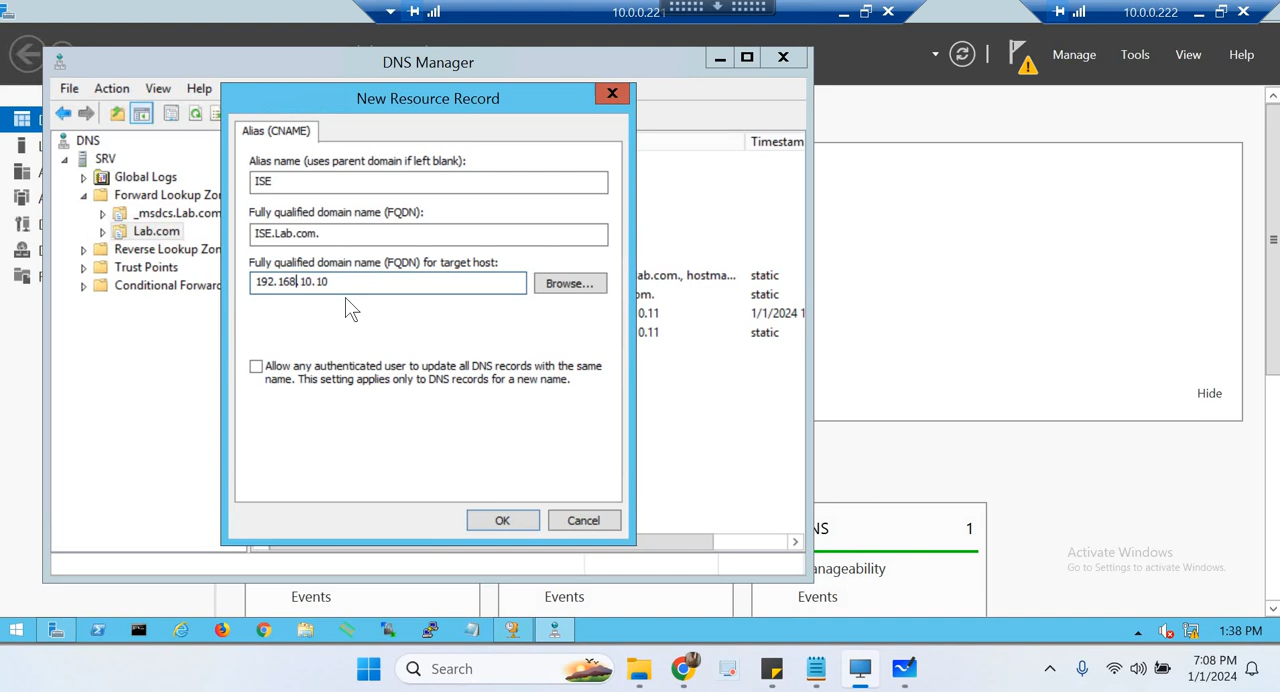 10.0.0.221
10.0.0.222
Manage
Tools
View
Help
DNS Manager
File
Action
View
Help
New Resource Record
Alias (CNAME)
DNS
SRV
Global Logs
Forward Lookup Zon
_msdcs.Lab.com
Lab.com
Reverse Lookup Zon
Trust Points
Conditional Forward
Alias name (uses parent domain if left blank):
ISE
Fully qualified domain name (FQDN):
ISE.Lab.com.
Fully qualified domain name (FQDN) for target host:
192.168.10.10
Browse...
Allow any authenticated user to update all DNS records with the same
name. This setting applies only to DNS records for a new name.
OK
Cancel
Timestam
ab.com., hostma...
static
om.
static
0.11
1/1/2024 1
0.11
static
Hide
NS
1
anageability
Events
Events
Events
Activate Windows
Go to Settings to activate Windows.
1:38 PM
Search
7:08 PM
1/1/2024